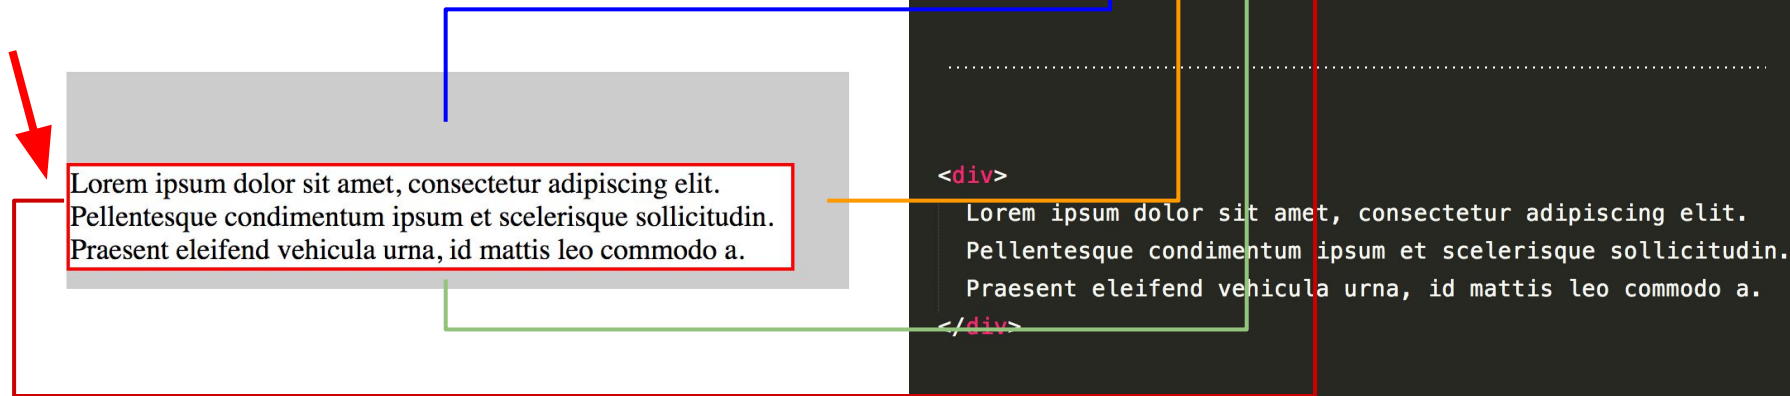 Lorem ipsum dolor sit amet, consectetur adipiscing elit.
Pellentesque condimentum ipsum et scelerisque sollicitudin.
Praesent eleifend vehicula urna, id mattis leo commodo a.
<div>
Lorem ipsum dolor sit amet, consectetur adipiscing elit.
Pellentesque condimentum ipsum et scelerisque sollicitudin.
Praesent eleifend vehicula urna, id mattis leo commodo a.
</div>